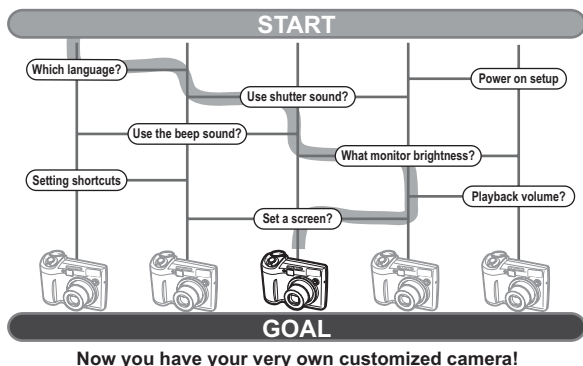 START
Which language?
Power on setup
Use shutter sound?
Use the beep sound?
What monitor brightness?
Setting shortcuts
Playback volume?
Set a screen?
GOAL
Now you have your very own customized camera!